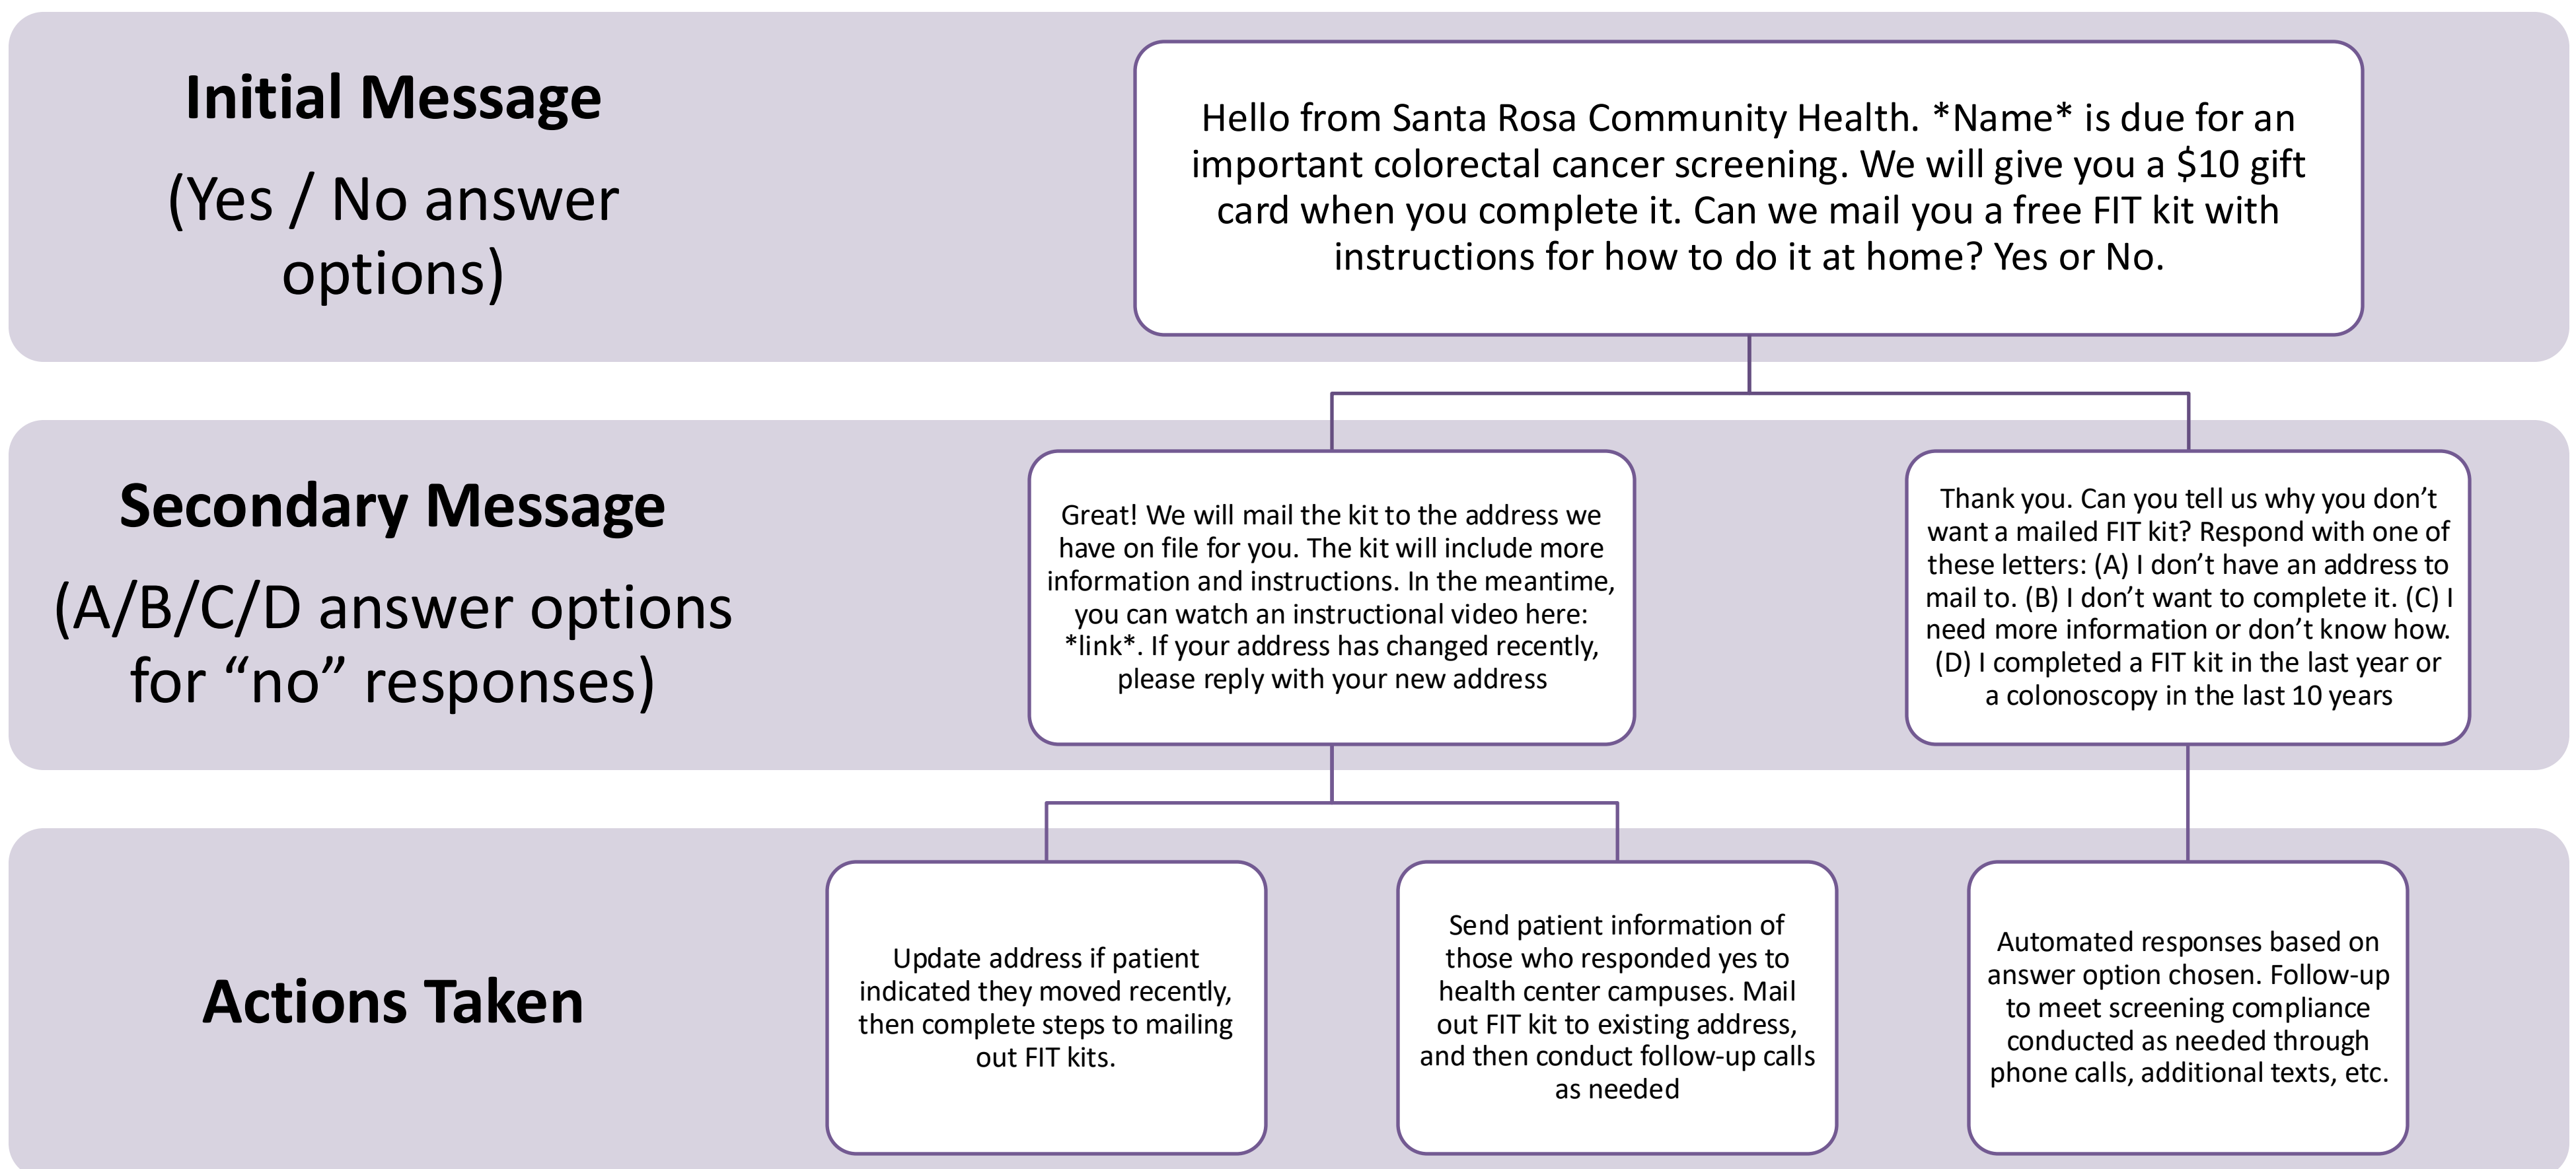 Initial Message
(Yes / No answer
options)
Hello from Santa Rosa Community Health. *Name* is due for an
important colorectal cancer screening. We will give you a $10 gift
card when you complete it. Can we mail you a free FIT kit with
instructions for how to do it at home? Yes or No.
Secondary Message
(A/B/C/D answer options
for “no” responses)
Great! We will mail the kit to the address we
have on file for you. The kit will include more
information and instructions. In the meantime,
you can watch an instructional video here:
*link*. If your address has changed recently,
please reply with your new address
Thank you. Can you tell us why you don’t
want a mailed FIT kit? Respond with one of
these letters: (A) I don’t have an address to
mail to. (B) I don’t want to complete it. (C) I
need more information or don’t know how.
(D) I completed a FIT kit in the last year or
a colonoscopy in the last 10 years
Actions Taken
Update address if patient
indicated they moved recently,
then complete steps to mailing
out FIT kits.
Send patient information of
those who responded yes to
health center campuses. Mail
out FIT kit to existing address,
and then conduct follow-up calls
as needed
Automated responses based on
answer option chosen. Follow-up
to meet screening compliance
conducted as needed through
phone calls, additional texts, etc.